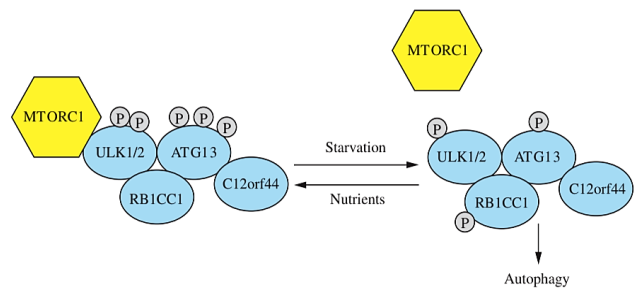 MTORC1
P
P
P
P
P
MTORC1
ULK1/2
ATG13
C12orf44
RB1CC1
Starvation
Nutrients
P
P
ULK1/2
ATG13
C12orf44
RB1CC1
P
Autophagy